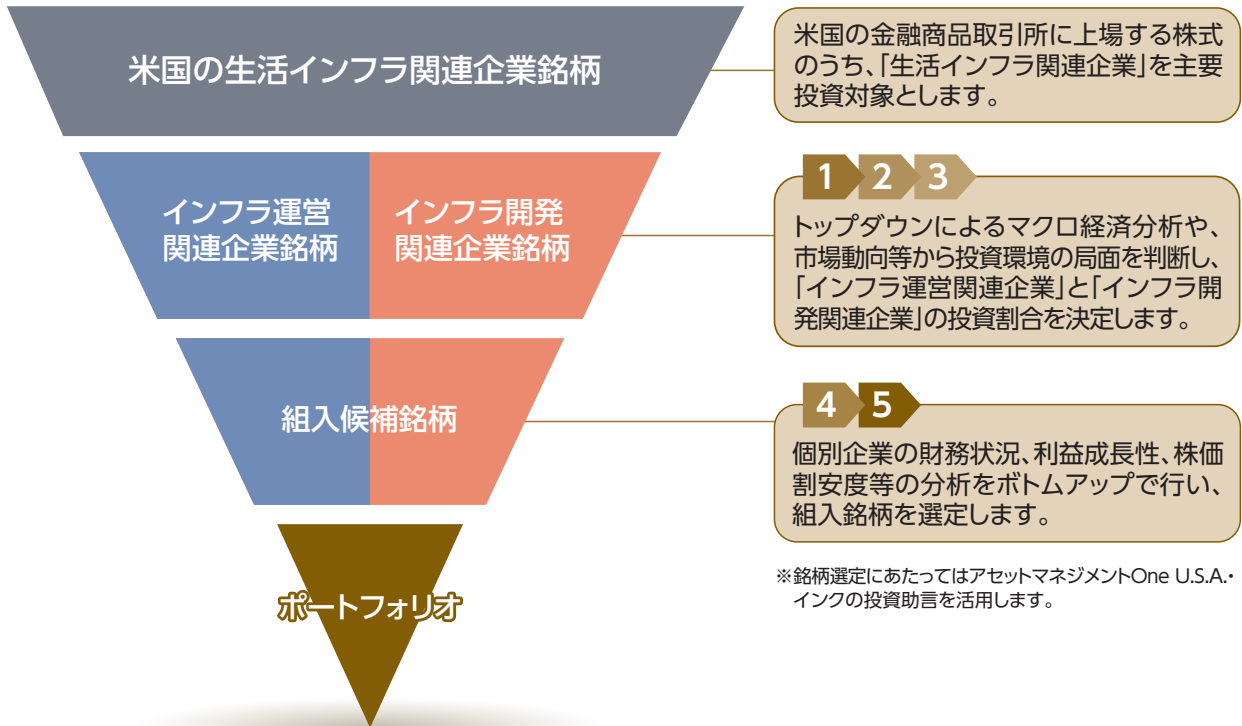 米国の生活インフラ関連企業銘柄
米国の金融商品取引所に上場する株式
のうち、「生活インフラ関連企業」を主要
投資対象とします。
インフラ運営
関連企業銘柄
インフラ開発
関連企業銘柄
1 2 3
トップダウンによるマクロ経済分析や、
市場動向等から投資環境の局面を判断し、
「インフラ運営関連企業」と「インフラ開
発関連企業」の投資割合を決定します。
組入候補銘柄
4 5
個別企業の財務状況、利益成長性、株価
割安度等の分析をボトムアップで行い、
組入銘柄を選定します。
※銘柄選定にあたってはアセットマネジメントOne U.S.A.・
インクの投資助言を活用します。
ポートフォリオ